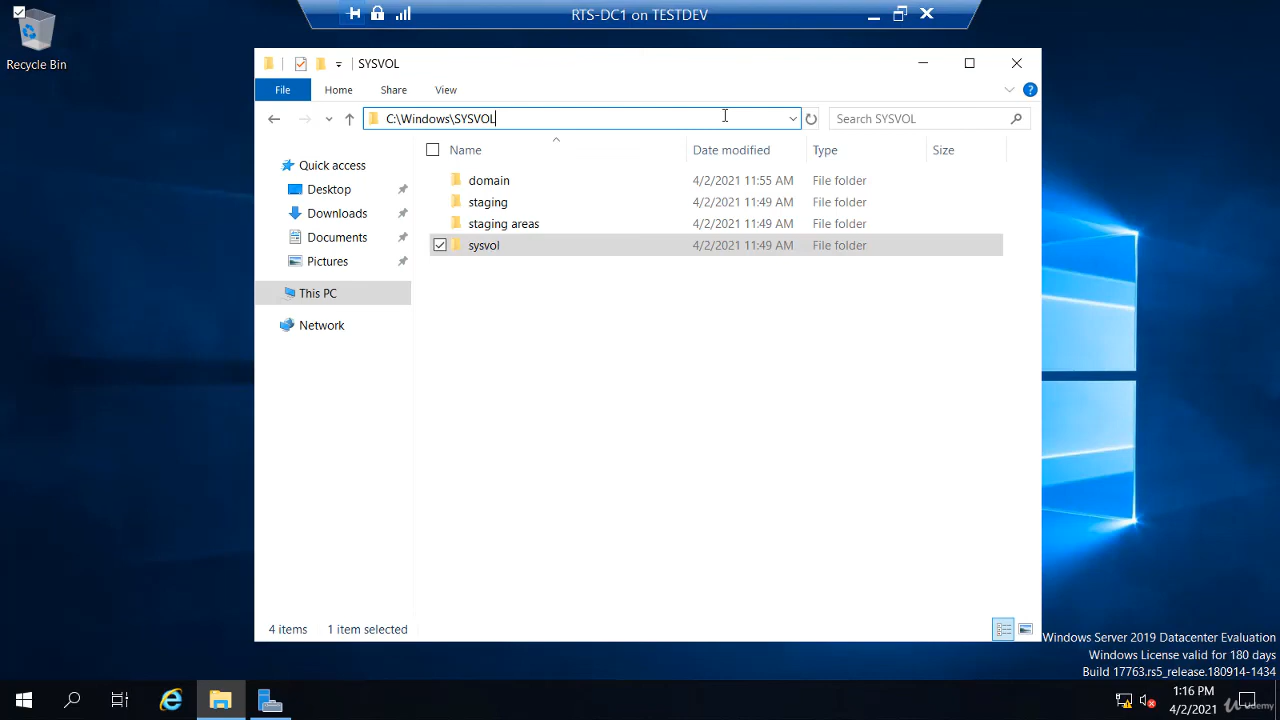 RTS-DC1 on TESTDEV
Recycle Bin
SYSVOL
File Home Share View
C:\Windows\SYSVOL
Search SYSVOL
Name Date modified Type Size
Quick access
Desktop
Downloads
Documents
Pictures
This PC
Network
domain 4/2/2021 11:55 AM File folder
staging 4/2/2021 11:49 AM File folder
staging areas 4/2/2021 11:49 AM File folder
sysvol 4/2/2021 11:49 AM File folder
4 items 1 item selected
Windows Server 2019 Datacenter Evaluation
Windows License valid for 180 days
Build 17763.rs5_release.180914-1434
1:16 PM
4/2/2021
Udemy